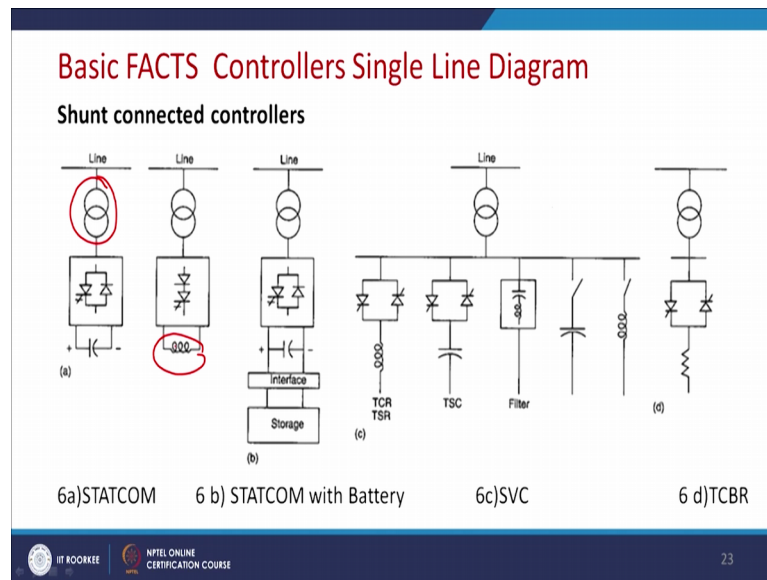 Basic FACTS Controllers Single Line Diagram
Shunt connected controllers
Line Line Line Line
+ -
(a)
+ -
Interface
Storage
(b)
TCR
TSR
TSC
Filter
(c)
(d)
6a)STATCOM 6 b) STATCOM with Battery 6c)SVC 6 d)TCBR
IIT ROORKEE
NPTEL ONLINE
CERTIFICATION COURSE
23